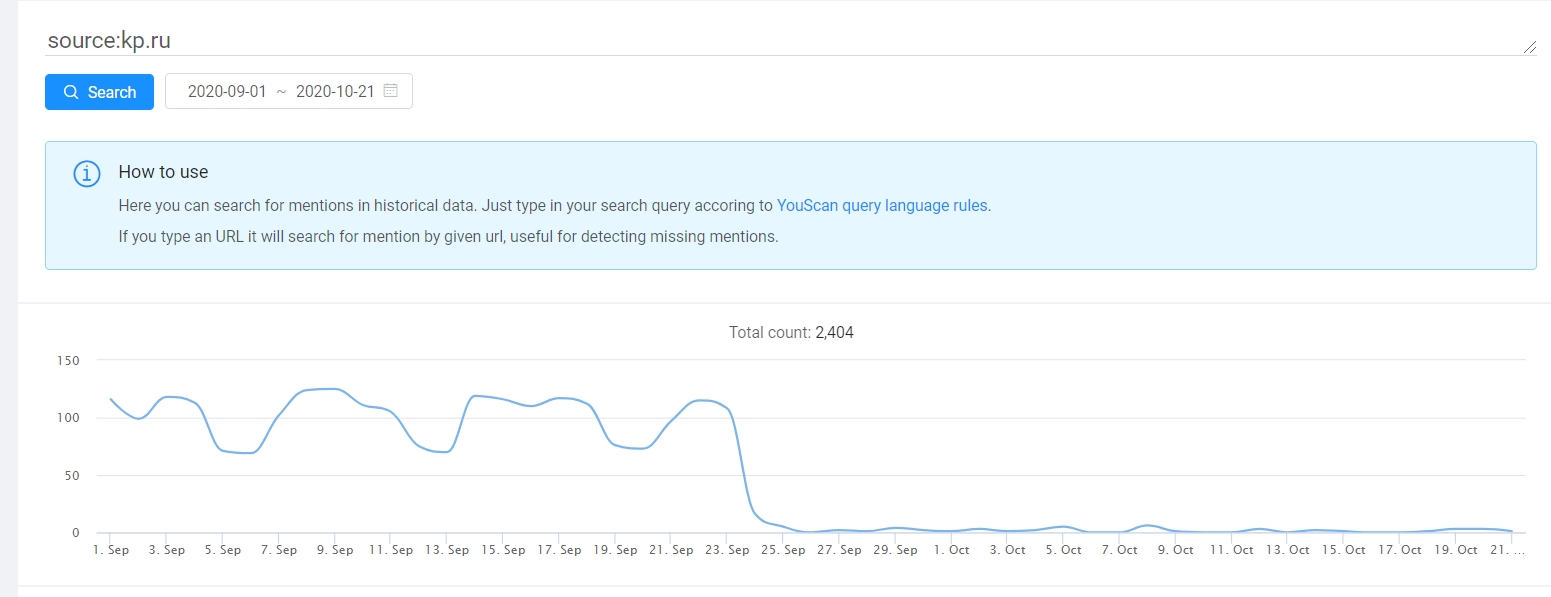 source:kp.ru
Search 2020-09-01 ~ 2020-10-21
How to use
Here you can search for mentions in historical data. Just type in your search query accoring to YouScan query language rules.
If you type an URL it will search for mention by given url, useful for detecting missing mentions.
Total count: 2,404
150
100
50
0
1. Sep 3. Sep 5. Sep 7. Sep 9. Sep 11. Sep 13. Sep 15. Sep 17. Sep 19. Sep 21. Sep 23. Sep 25. Sep 27. Sep 29. Sep 1. Oct 3. Oct 5. Oct 7. Oct 9. Oct 11. Oct 13. Oct 15. Oct 17. Oct 19. Oct 21. ...